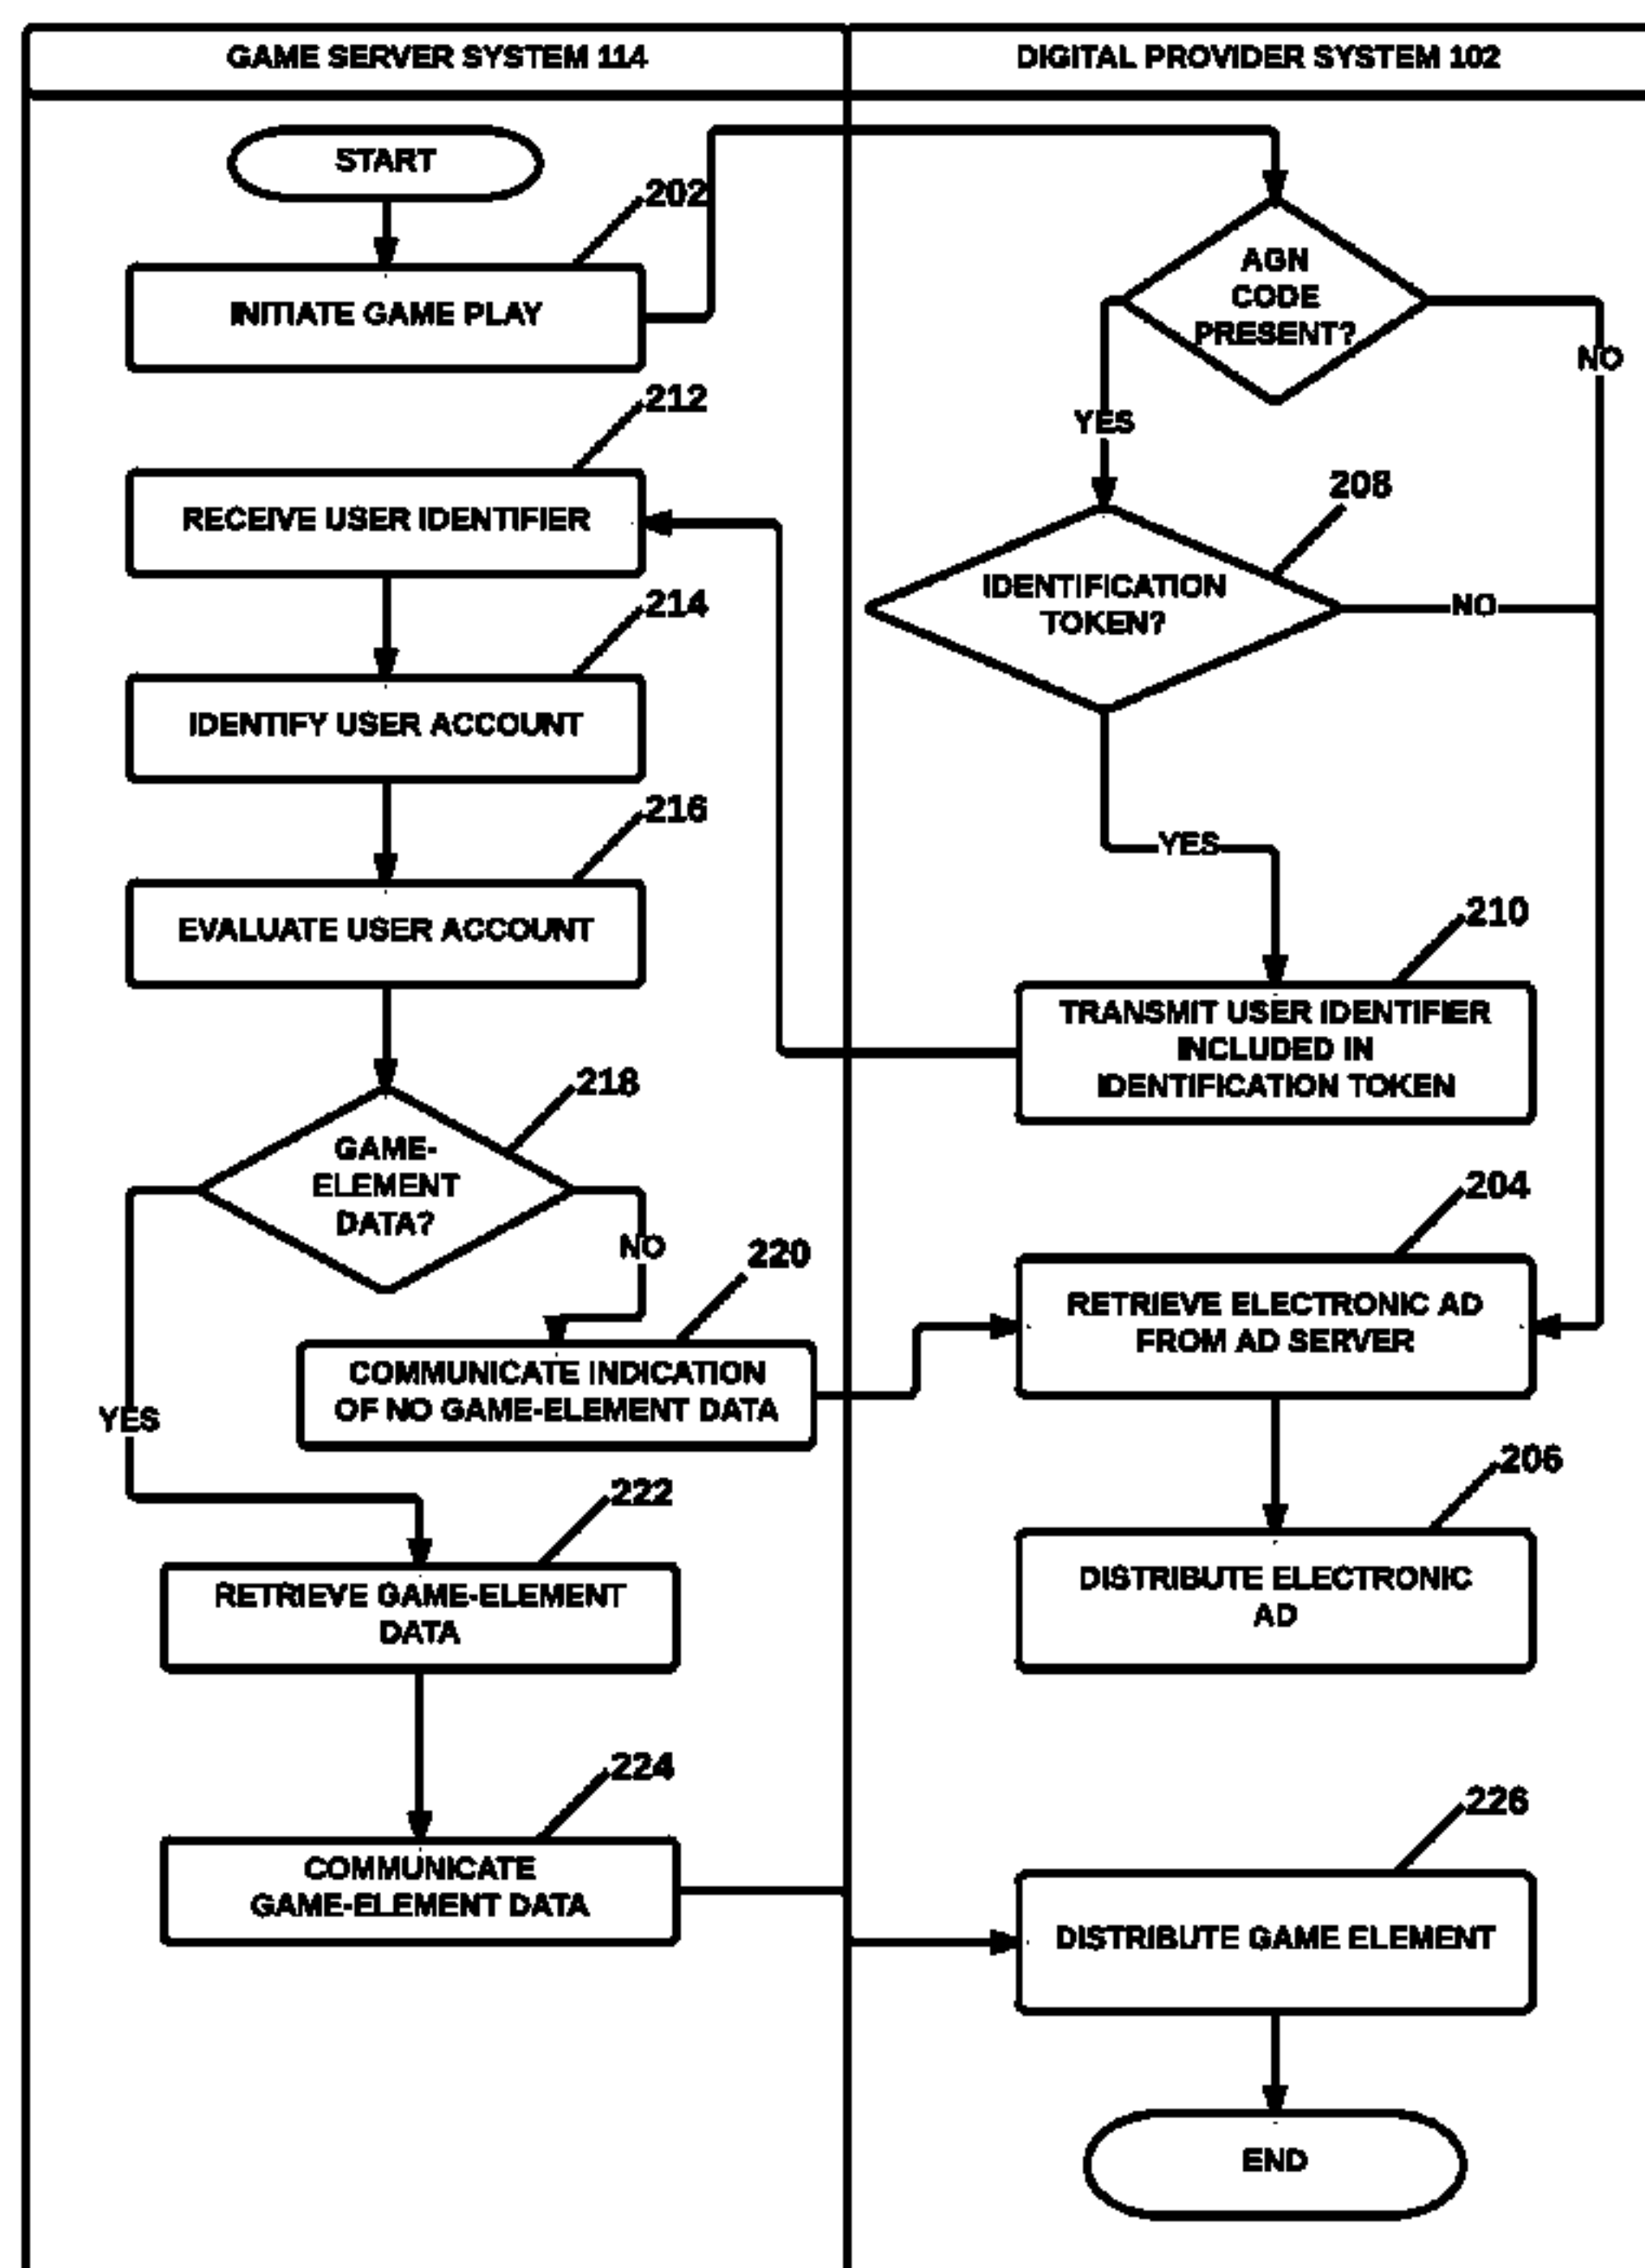 GAME SERVER SYSTEM 114
DIGITAL PROVIDER SYSTEM 102
START
202
INITIATE GAME PLAY
AGN
CODE
PRESENT?
NO
YES
212
RECEIVE USER IDENTIFIER
208
IDENTIFICATION
TOKEN?
NO
YES
214
IDENTIFY USER ACCOUNT
216
EVALUATE USER ACCOUNT
210
TRANSMIT USER IDENTIFIER
INCLUDED IN
IDENTIFICATION TOKEN
218
GAME-
ELEMENT
DATA?
NO
YES
220
COMMUNICATE INDICATION
OF NO GAME-ELEMENT DATA
204
RETRIEVE ELECTRONIC AD
FROM AD SERVER
206
DISTRIBUTE ELECTRONIC
AD
222
RETRIEVE GAME-ELEMENT
DATA
224
COMMUNICATE
GAME-ELEMENT DATA
226
DISTRIBUTE GAME ELEMENT
END